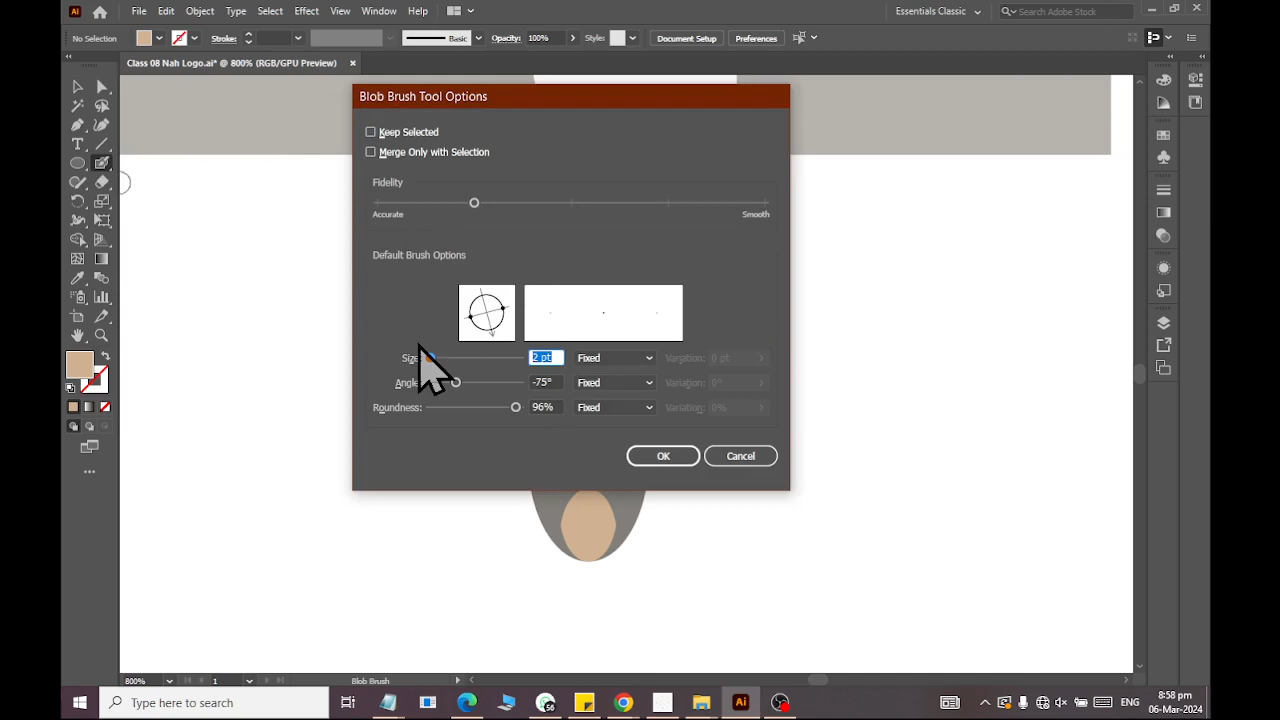 Ai File Edit Object Type Select Effect View Window Help Essentials Classic Search Adobe Stock
No Selection Stroke: Basic Opacity: 100% Style: Document Setup Preferences
Class 08 Nah Logo.ai* @ 800% (RGB/GPU Preview)
Blob Brush Tool Options
Keep Selected
Merge Only with Selection
Fidelity
Accurate Smooth
Default Brush Options
Size: 2 pt Fixed Variation: 0 pt
Angle: -75° Fixed Variation: 0°
Roundness: 96% Fixed Variation: 0%
OK Cancel
800% 1 Blob Brush
Type here to search Ai ENG 8:58 pm
06-Mar-2024